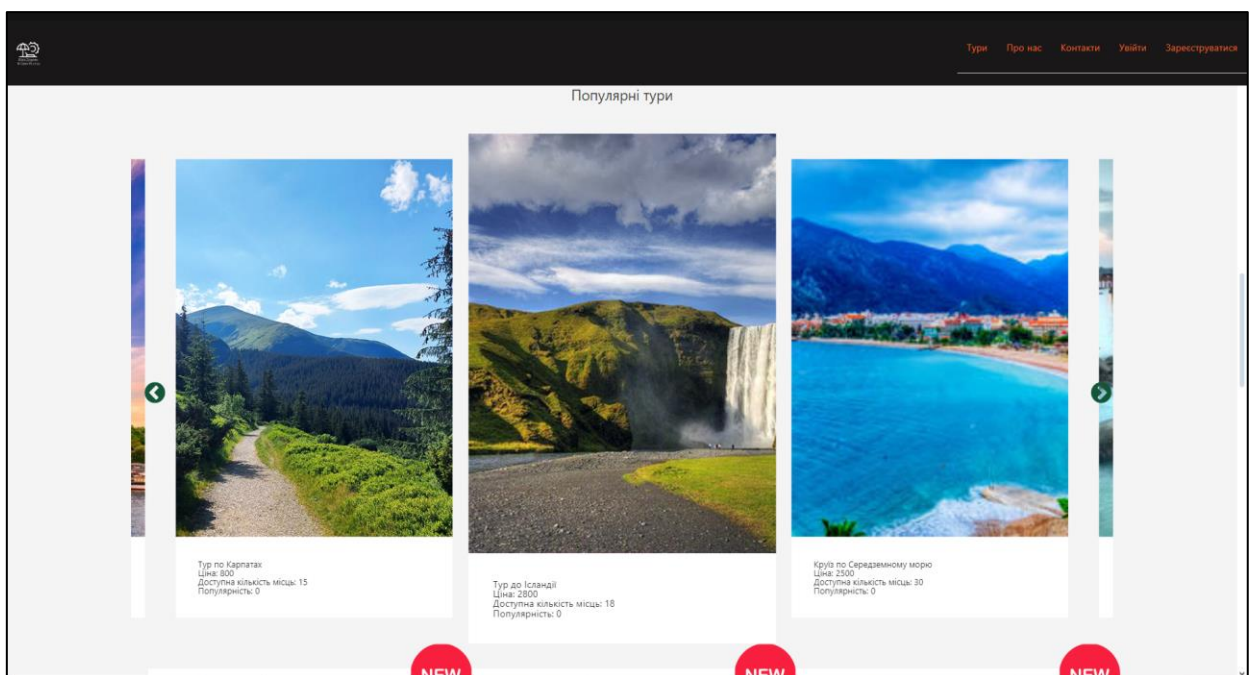 Тури Про нас Контакти Увійти Зареєструватися
Популярні тури
Тур по Карпатах
Ціна: 800
Доступна кількість місць: 15
Популярність: 0
Тур до Ісландії
Ціна: 2800
Доступна кількість місць: 18
Популярність: 0
Круїз по Середземному морю
Ціна: 2500
Доступна кількість місць: 30
Популярність: 0
NEW NEW NEW